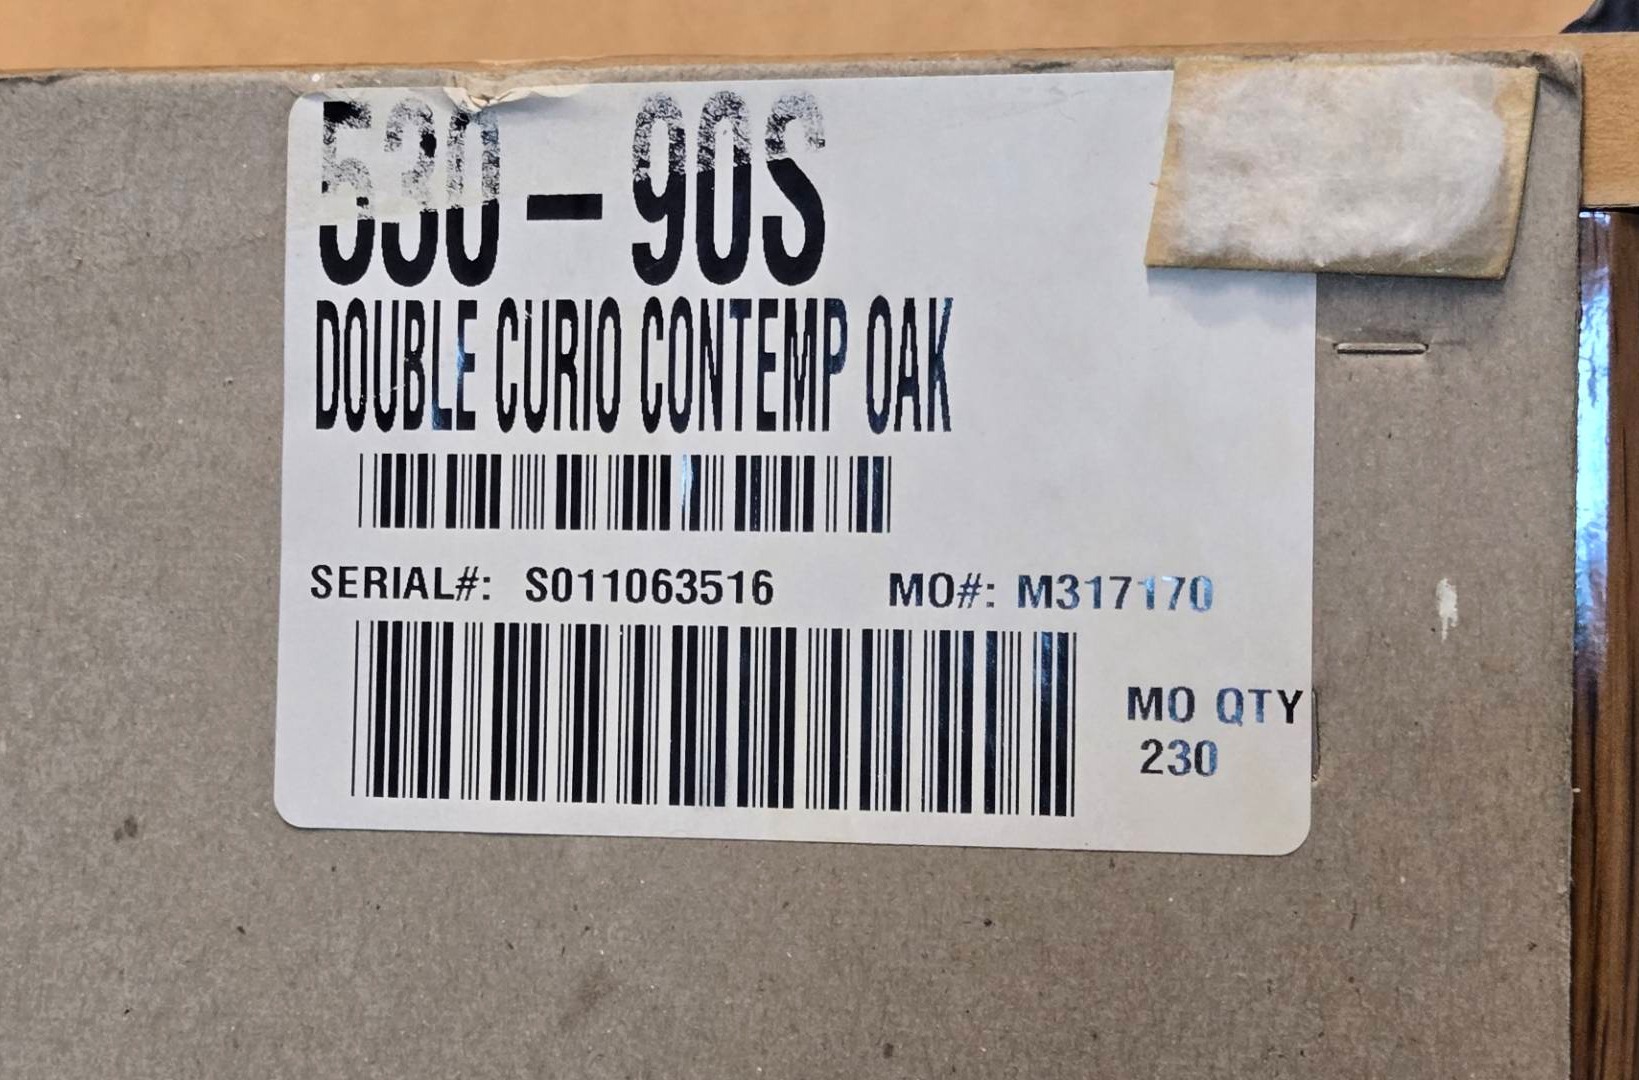 530-90S
DOUBLE CURIO CONTEMP OAK
SERIAL#: S011063516 MO#: M317170
MO QTY
230